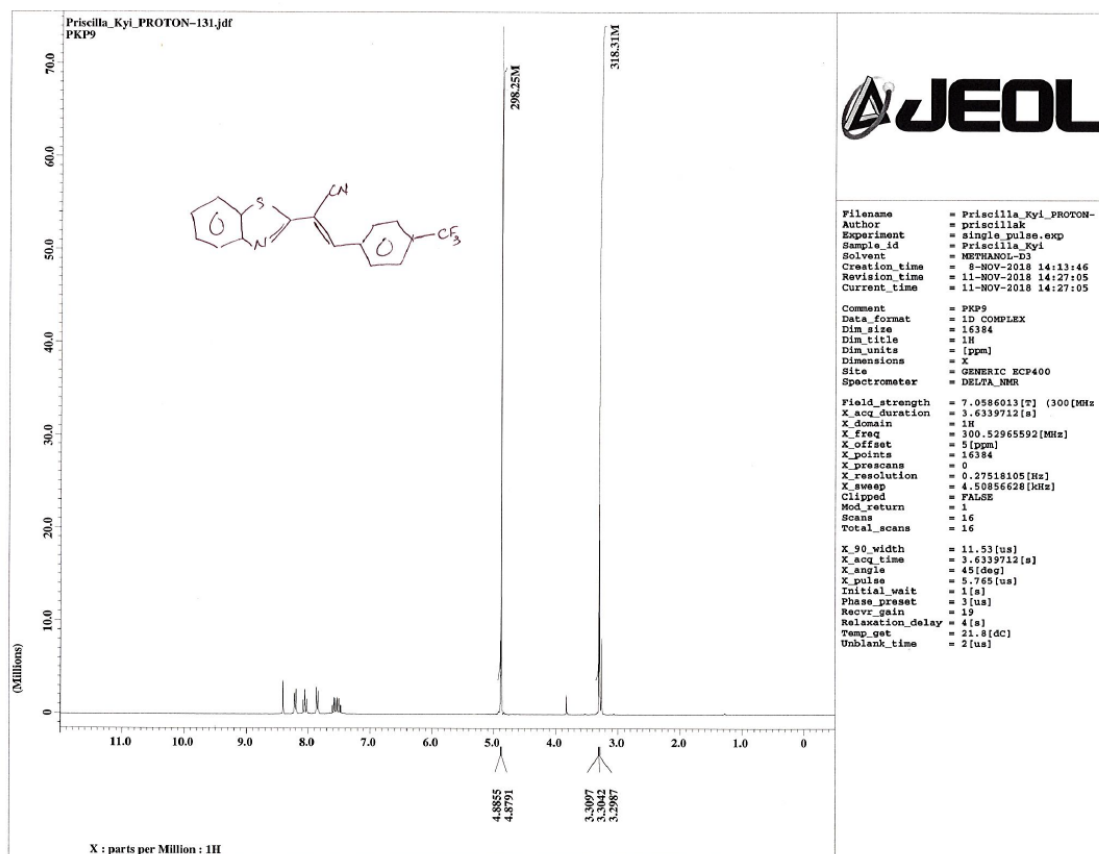 Priscilla_Kyi_PROTON-131.jdf
PKP9
298.25M
318.31M
70.0
60.0
50.0
40.0
30.0
20.0
10.0
0
(Millions)
S
N
CN
CF3
11.0 10.0 9.0 8.0 7.0 6.0 5.0 4.0 3.0 2.0 1.0 0
4.8855
4.8791
3.3097
3.3042
3.2987
X : parts per Million : 1H
JEOL
Filename = Priscilla_Kyi_PROTON-
Author = priscillak
Experiment = single_pulse.exp
Sample_id = Priscilla_Kyi
Solvent = METHANOL-D3
Creation_time = 8-NOV-2018 14:13:46
Revision_time = 11-NOV-2018 14:27:05
Current_time = 11-NOV-2018 14:27:05
Comment = PKP9
Data_format = 1D COMPLEX
Dim_size = 16384
Dim_title = 1H
Dim_units = [ppm]
Dimensions = X
Site = GENERIC ECP400
Spectrometer = DELTA_NMR
Field_strength = 7.0586013[T] (300[MHz
X_acq_duration = 3.6339712[s]
X_domain = 1H
X_freq = 300.52965592[MHz]
X_offset = 5[ppm]
X_points = 16384
X_prescans = 0
X_resolution = 0.27518105[Hz]
X_sweep = 4.50856628[kHz]
Clipped = FALSE
Mod_return = 1
Scans = 16
Total_scans = 16
X_90_width = 11.53[us]
X_acq_time = 3.6339712[s]
X_angle = 45[deg]
X_pulse = 5.765[us]
Initial_wait = 1[s]
Phase_preset = 3[us]
Recvr_gain = 19
Relaxation_delay = 4[s]
Temp_get = 21.8[dC]
Unblank_time = 2[us]